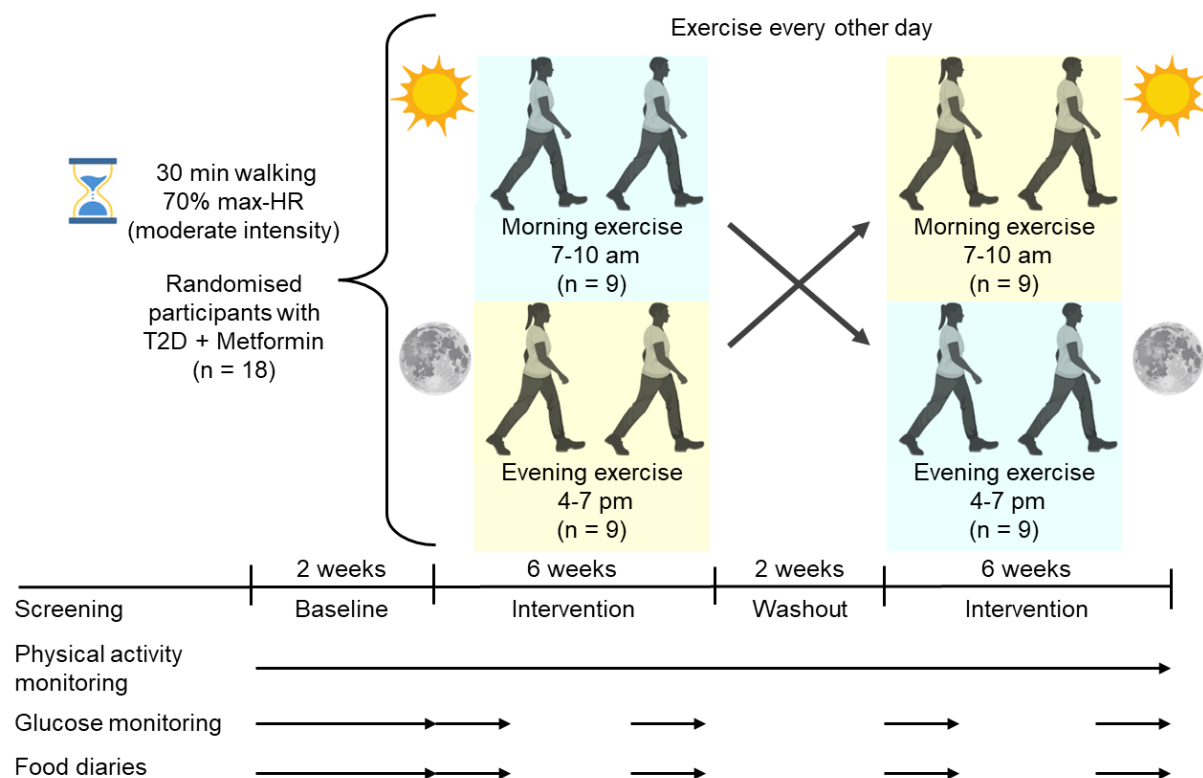 Exercise every other day
30 min walking
70% max-HR
(moderate intensity)
Randomised
participants with
T2D + Metformin
(n = 18)
Morning exercise
7-10 am
(n = 9)
Evening exercise
4-7 pm
(n = 9)
Morning exercise
7-10 am
(n = 9)
Evening exercise
4-7 pm
(n = 9)
2 weeks
6 weeks
2 weeks
6 weeks
Screening
Baseline
Intervention
Washout
Intervention
Physical activity
monitoring
Glucose monitoring
Food diaries